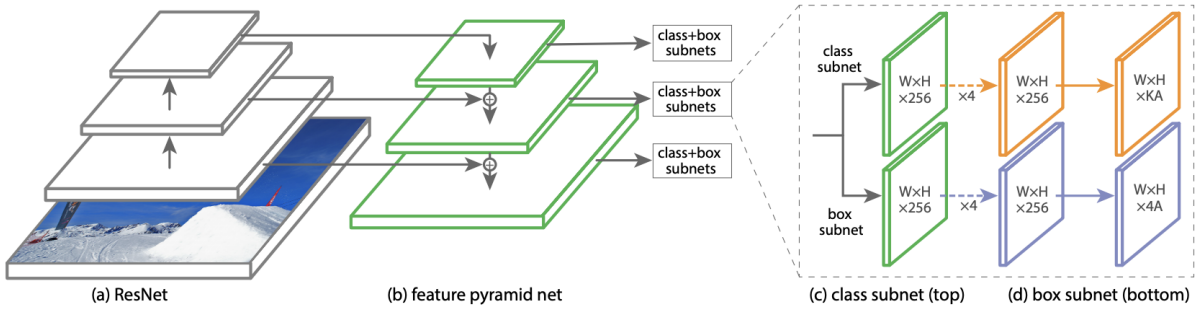 class+box
subnets
class+box
subnets
class+box
subnets
class
subnet
box
subnet
W×H
×256
×4
W×H
×256
W×H
×KA
W×H
×256
×4
W×H
×256
W×H
×4A
(a) ResNet
(b) feature pyramid net
(c) class subnet (top)
(d) box subnet (bottom)